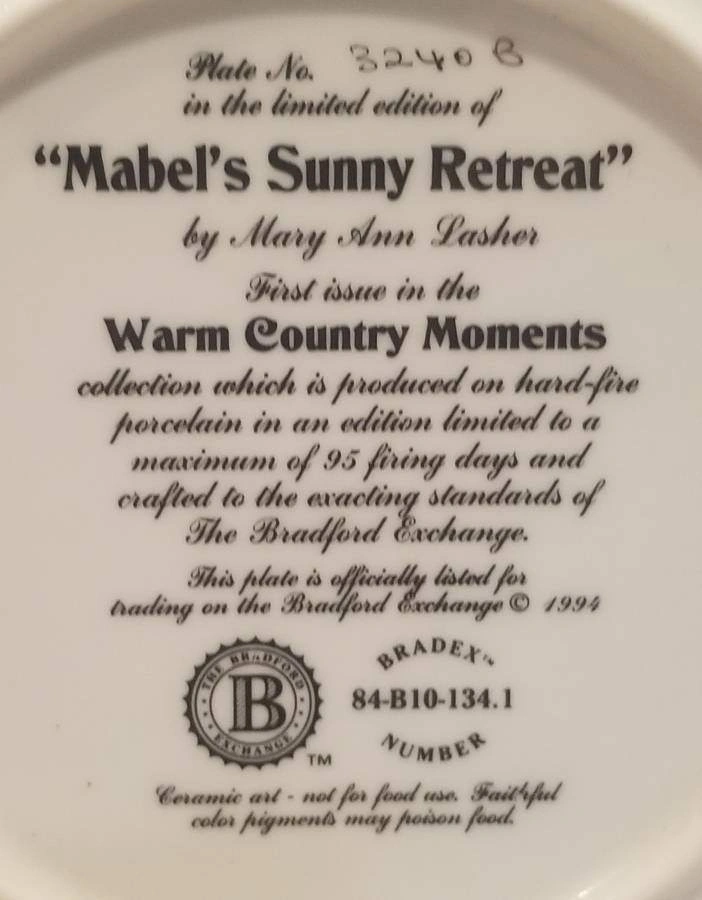 Plate No. 3240 B
in the limited edition of
“Mabel's Sunny Retreat”
by Mary Ann Lasher
First issue in the
Warm Country Moments
collection which is produced on hard-fire
porcelain in an edition limited to a
maximum of 95 firing days and
crafted to the exacting standards of
The Bradford Exchange.
This plate is officially listed for
trading on the Bradford Exchange © 1994
THE BRADFORD
B
EXCHANGE
TM
BRADEX™
84-B10-134.1
NUMBER
Ceramic art - not for food use. Faithful
color pigments may poison food.